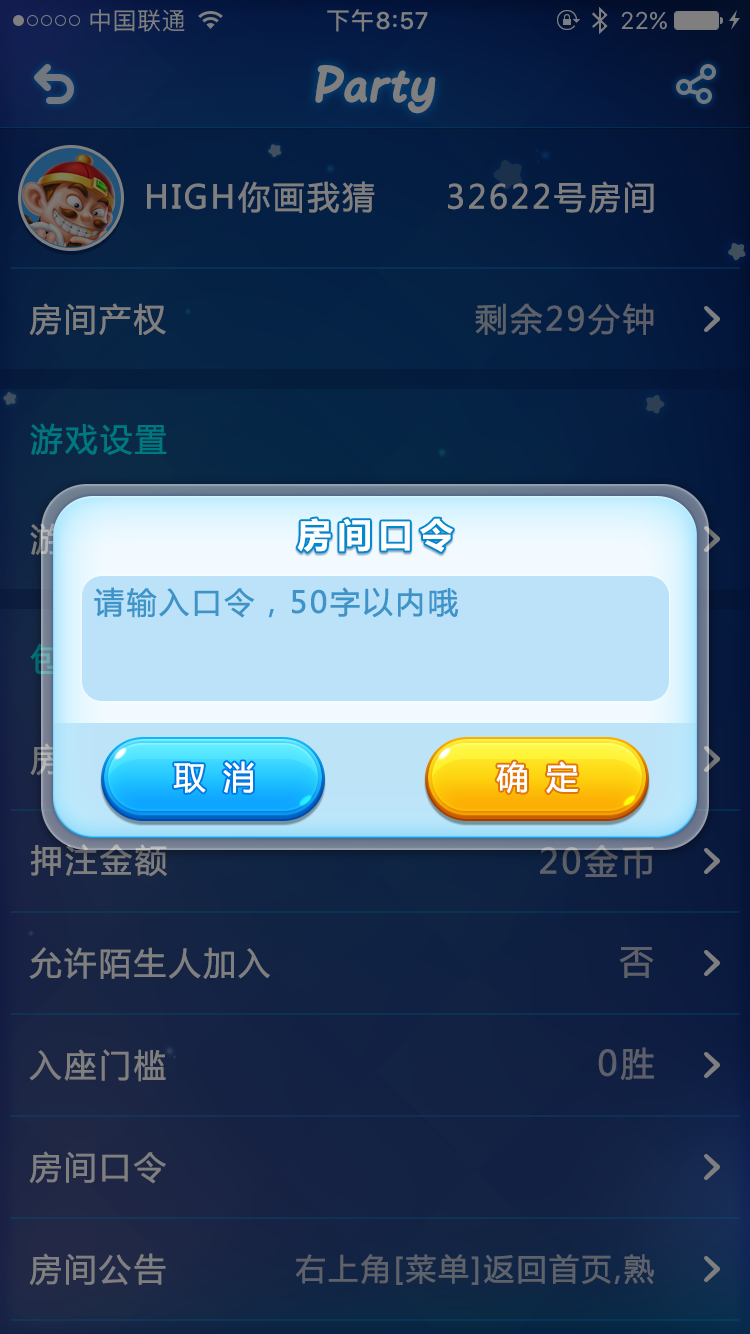 中国联通 下午8:57 22%
Party
HIGH你画我猜 32622号房间
房间产权 剩余29分钟
游戏设置
游
房间口令
请输入口令，50字以内哦
包
取消 确定
房
押注金额 20金币
允许陌生人加入 否
入座门槛 0胜
房间口令
房间公告 右上角[菜单]返回首页,熟